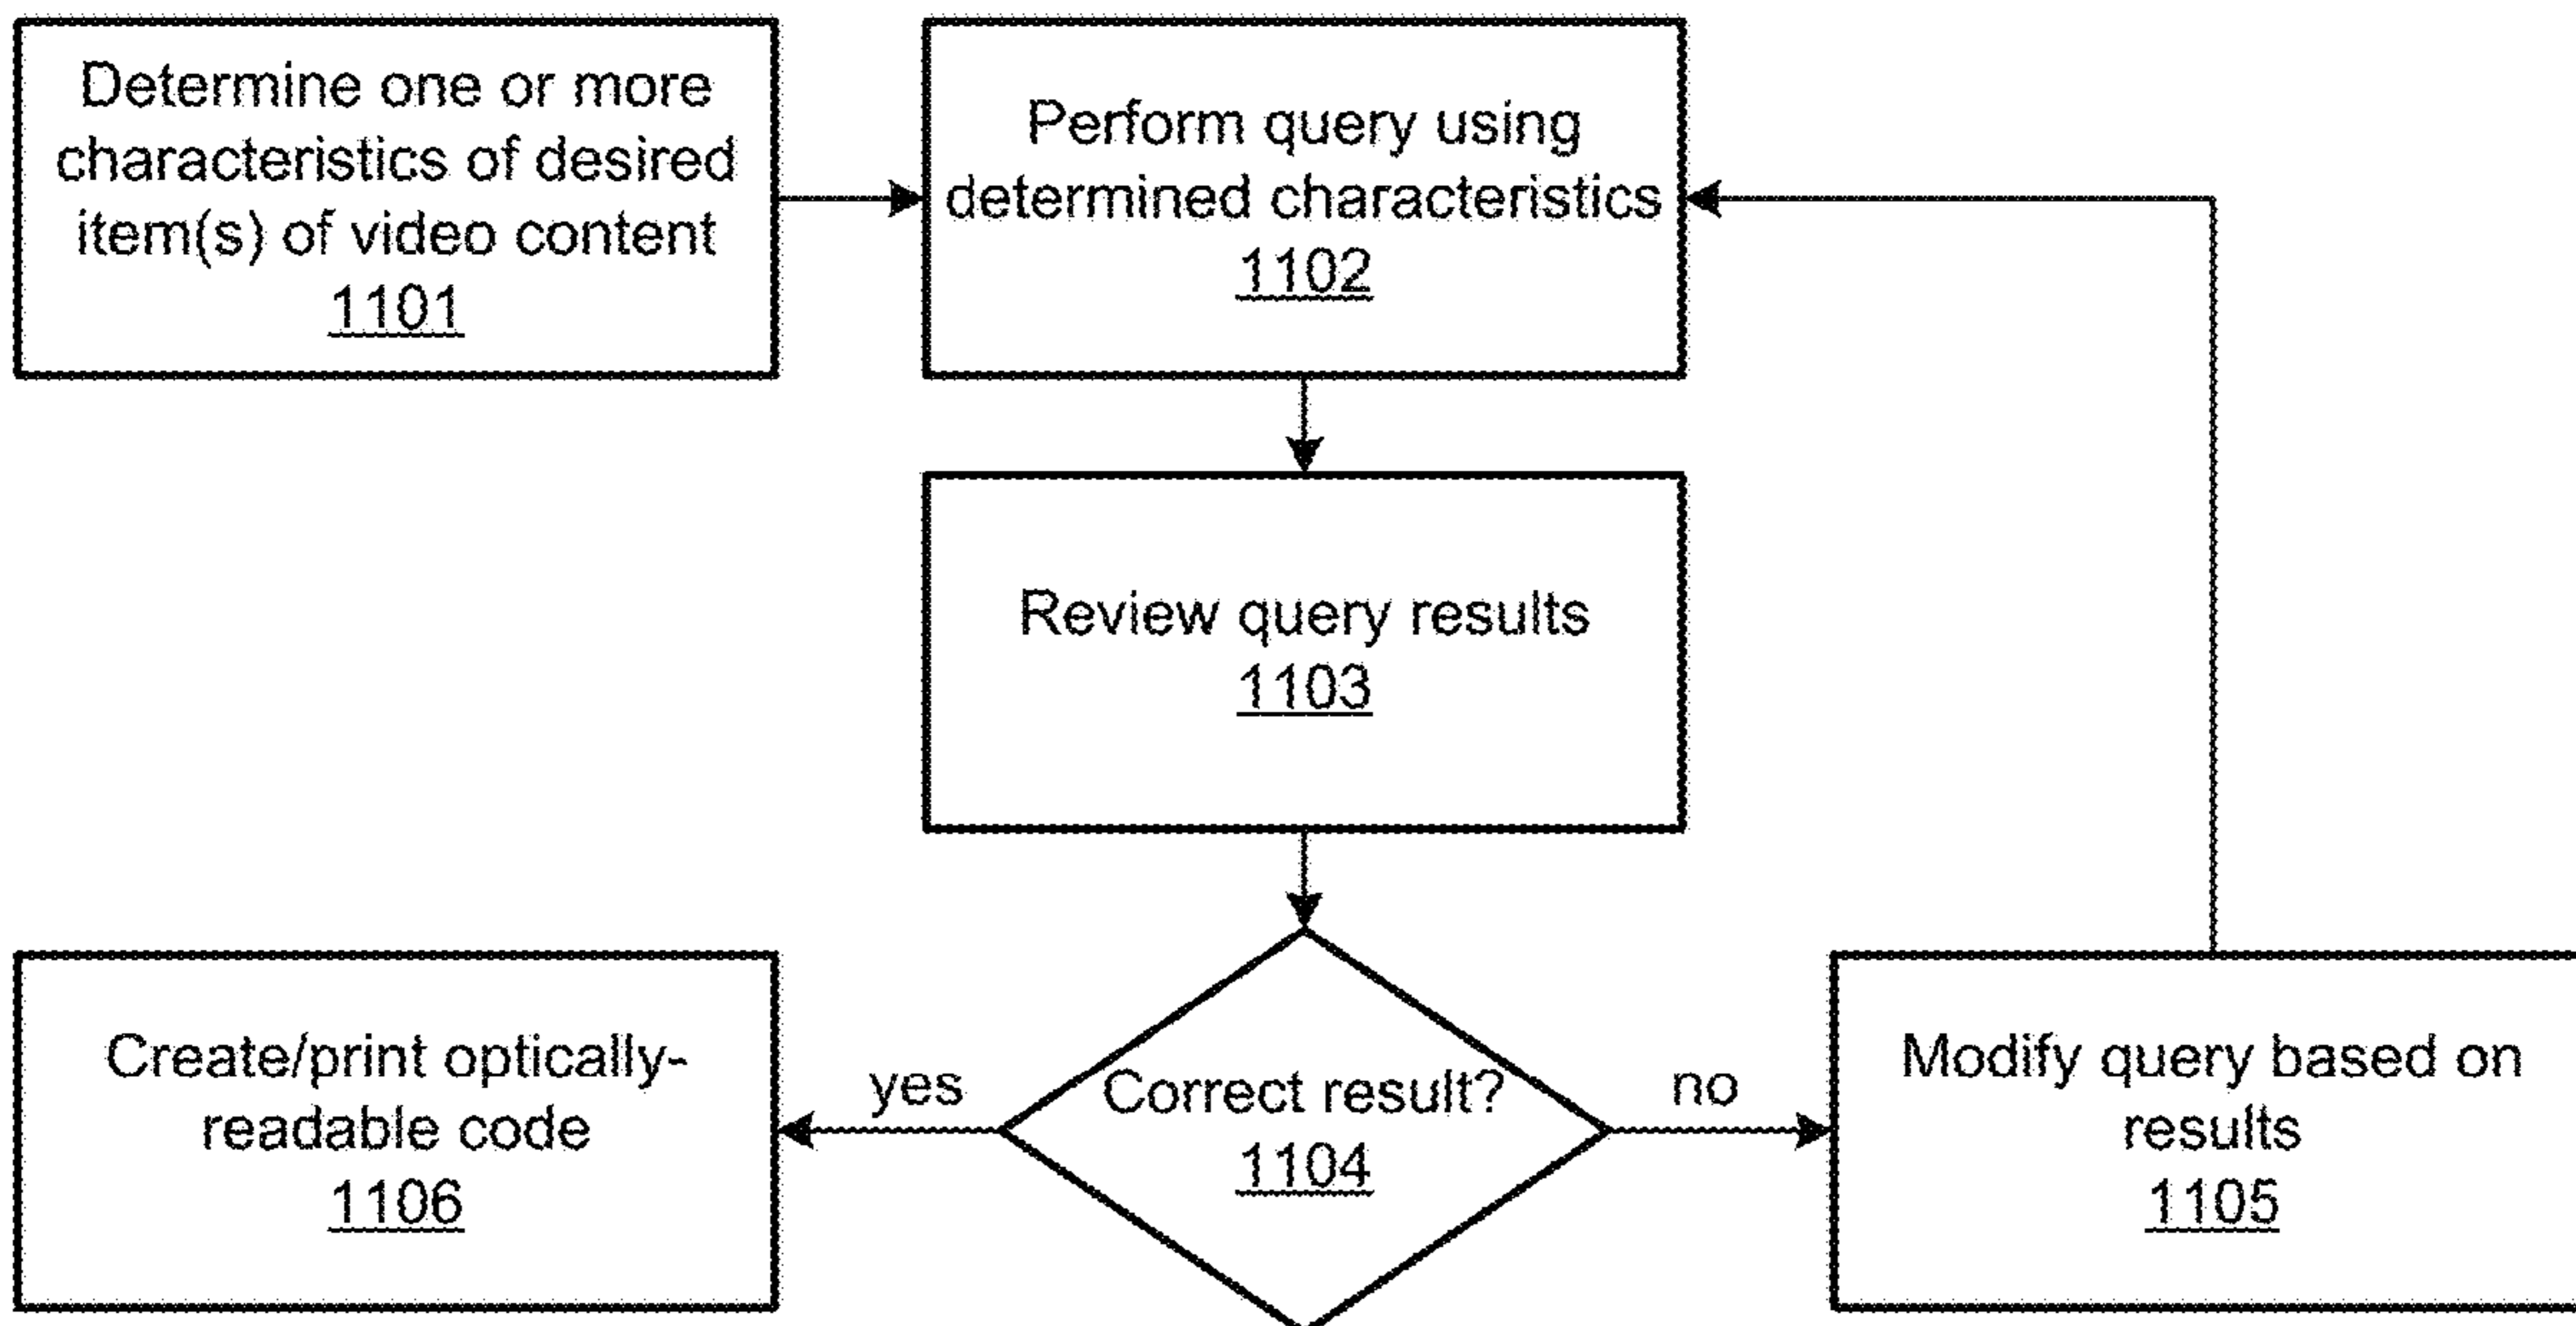 Determine one or more
characteristics of desired
item(s) of video content
1101
Perform query using
determined characteristics
1102
Review query results
1103
Correct result?
1104
yes
no
Create/print optically-
readable code
1106
Modify query based on
results
1105